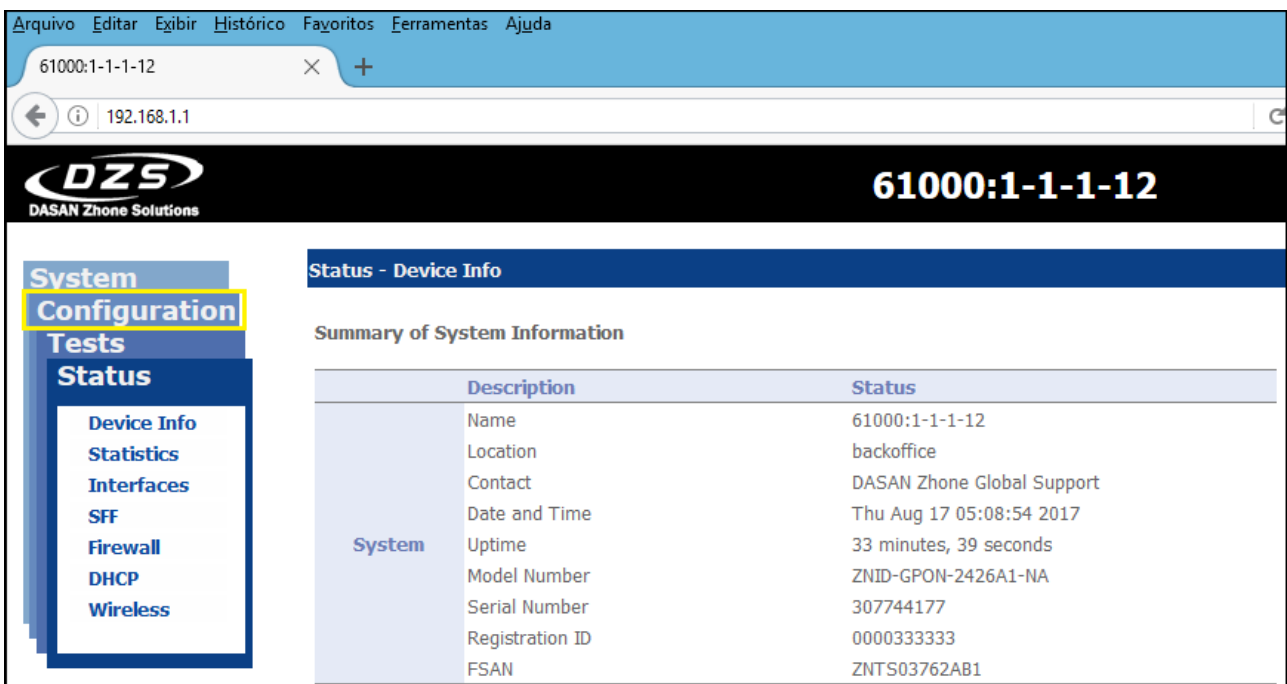 Arquivo Editar Exibir Histórico Favoritos Ferramentas Ajuda
61000:1-1-1-12
192.168.1.1
DZS
DASAN Zhone Solutions
61000:1-1-1-12
System
Configuration
Tests
Status
Device Info
Statistics
Interfaces
SFF
Firewall
DHCP
Wireless
Status - Device Info
Summary of System Information
Description Status
System
Name 61000:1-1-1-12
Location backoffice
Contact DASAN Zhone Global Support
Date and Time Thu Aug 17 05:08:54 2017
Uptime 33 minutes, 39 seconds
Model Number ZNID-GPON-2426A1-NA
Serial Number 307744177
Registration ID 0000333333
FSAN ZNTS03762AB1